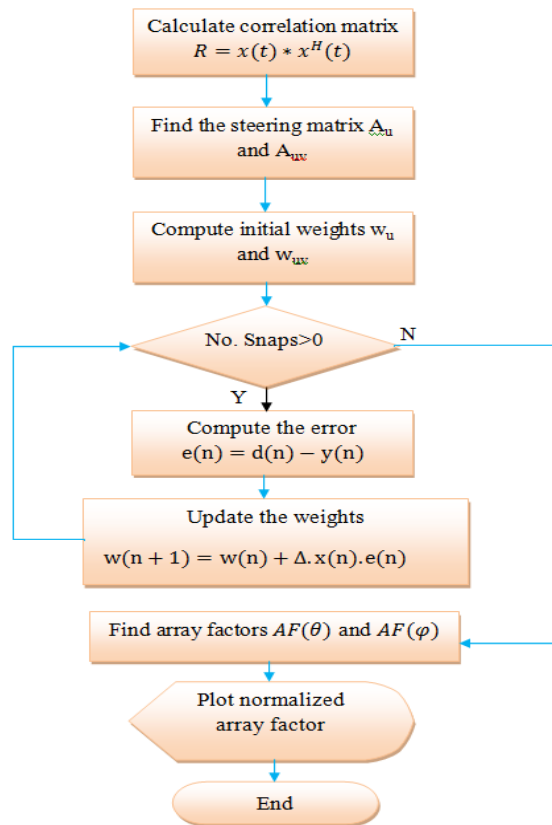 Calculate correlation matrix
R = x(t) * x^H(t)
Find the steering matrix A_u
and A_uv
Compute initial weights w_u
and w_uv
No. Snaps>0
N
Y
Compute the error
e(n) = d(n) − y(n)
Update the weights
w(n + 1) = w(n) + Δ. x(n). e(n)
Find array factors AF(θ) and AF(φ)
Plot normalized
array factor
End